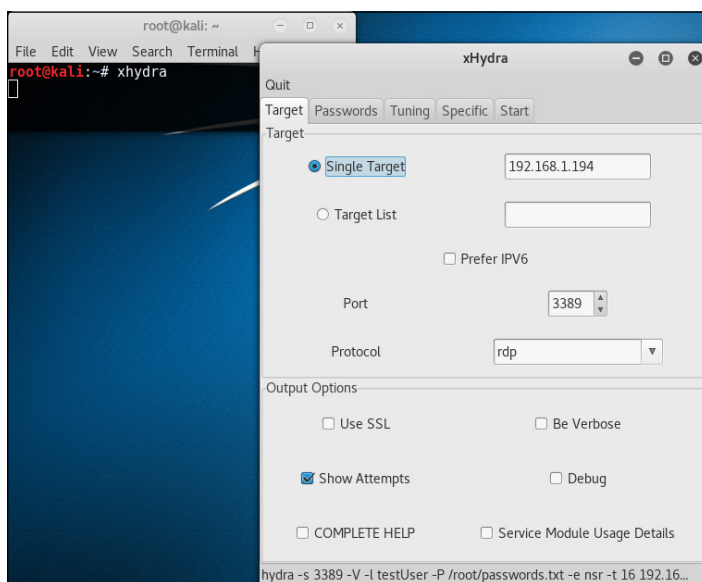 root@kali: ~
File Edit View Search Terminal
root@kali:~# xhydra
xHydra
Quit
Target Passwords Tuning Specific Start
Target
Single Target 192.168.1.194
Target List
Prefer IPV6
Port 3389
Protocol rdp
Output Options
Use SSL Be Verbose
Show Attempts Debug
COMPLETE HELP Service Module Usage Details
hydra -s 3389 -V -l testUser -P /root/passwords.txt -e nsr -t 16 192.16...